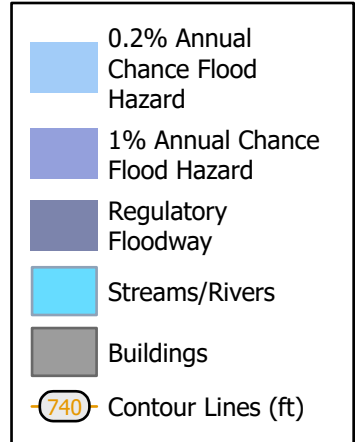 0.2% Annual
Chance Flood
Hazard
1% Annual Chance
Flood Hazard
Regulatory
Floodway
Streams/Rivers
Buildings
740 Contour Lines (ft)